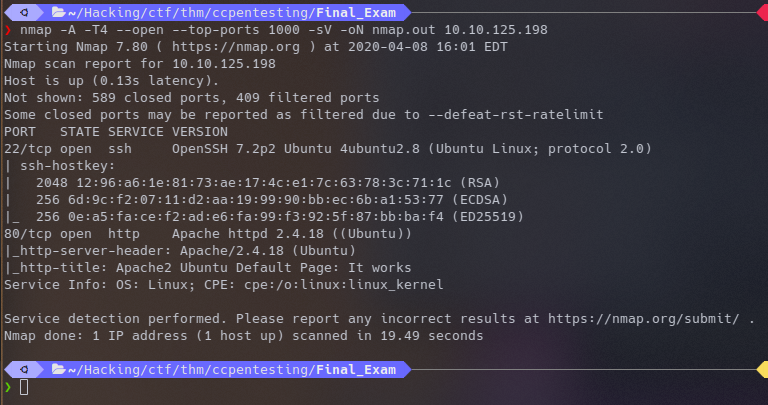 ~/Hacking/ctf/thm/ccpentesting/Final_Exam
❯ nmap -A -T4 --open --top-ports 1000 -sV -oN nmap.out 10.10.125.198
Starting Nmap 7.80 ( https://nmap.org ) at 2020-04-08 16:01 EDT
Nmap scan report for 10.10.125.198
Host is up (0.13s latency).
Not shown: 589 closed ports, 409 filtered ports
Some closed ports may be reported as filtered due to --defeat-rst-ratelimit
PORT   STATE SERVICE VERSION
22/tcp open  ssh     OpenSSH 7.2p2 Ubuntu 4ubuntu2.8 (Ubuntu Linux; protocol 2.0)
| ssh-hostkey:
|   2048 12:96:a6:1e:81:73:ae:17:4c:e1:7c:63:78:3c:71:1c (RSA)
|   256 6d:9c:f2:07:11:d2:aa:19:99:90:bb:ec:6b:a1:53:77 (ECDSA)
|_  256 0e:a5:fa:ce:f2:ad:e6:fa:99:f3:92:5f:87:bb:ba:f4 (ED25519)
80/tcp open  http    Apache httpd 2.4.18 ((Ubuntu))
|_http-server-header: Apache/2.4.18 (Ubuntu)
|_http-title: Apache2 Ubuntu Default Page: It works
Service Info: OS: Linux; CPE: cpe:/o:linux:linux_kernel

Service detection performed. Please report any incorrect results at https://nmap.org/submit/ .
Nmap done: 1 IP address (1 host up) scanned in 19.49 seconds

~/Hacking/ctf/thm/ccpentesting/Final_Exam
❯